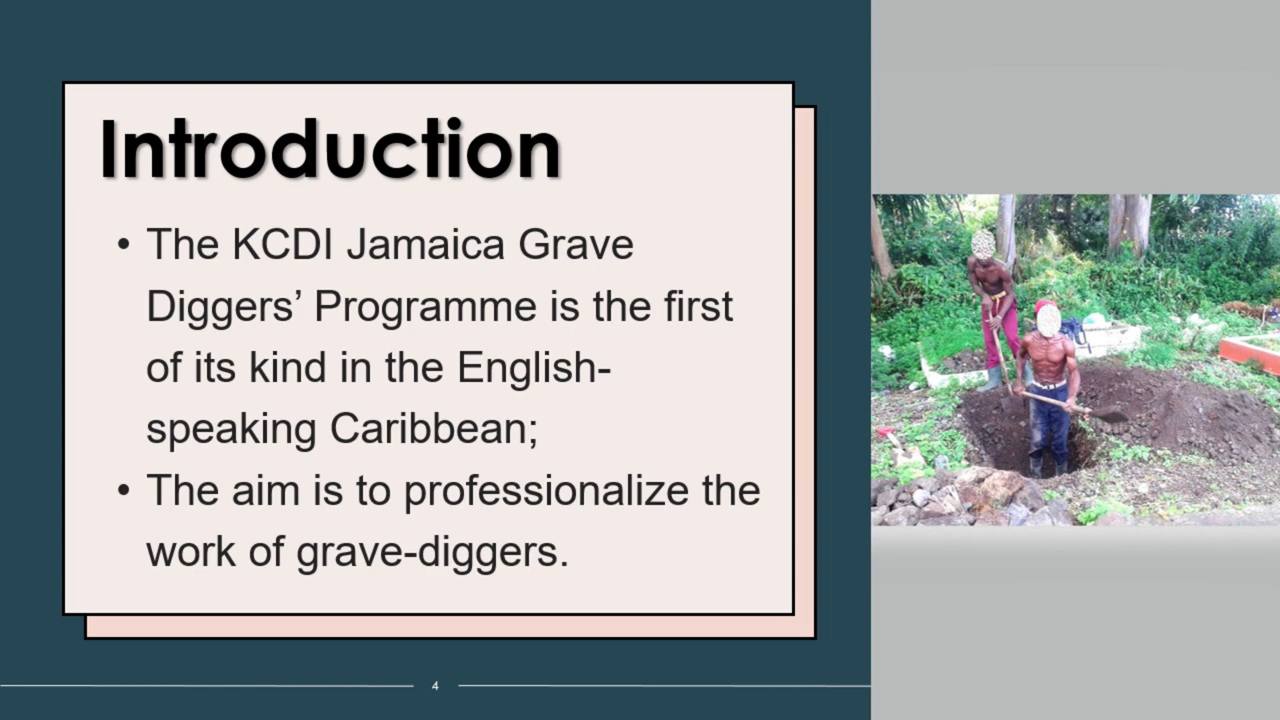 Introduction
• The KCDI Jamaica Grave
Diggers’ Programme is the first
of its kind in the English-
speaking Caribbean;
• The aim is to professionalize the
work of grave-diggers.
4